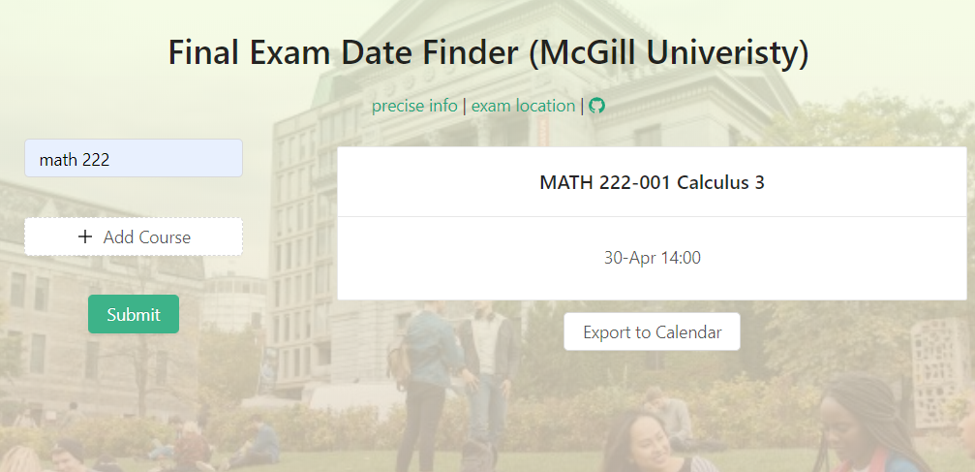 Final Exam Date Finder (McGill Univeristy)
precise info | exam location |
math 222
MATH 222-001 Calculus 3
+ Add Course
30-Apr 14:00
Submit
Export to Calendar